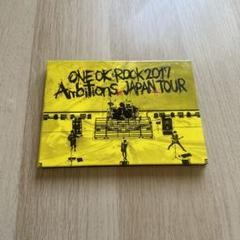 ONE OK ROCK 2017
Ambitions JAPAN TOUR